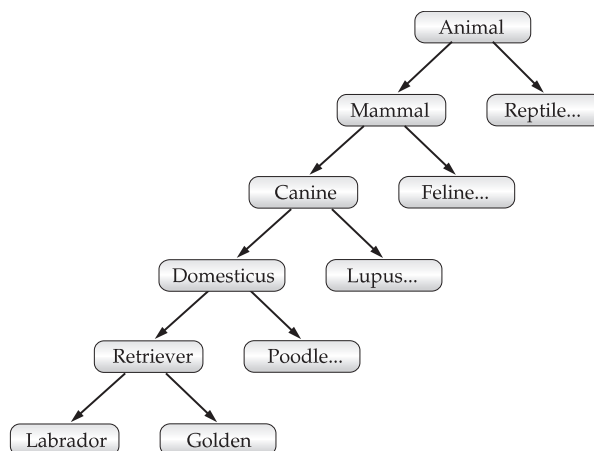 Animal
Mammal
Reptile...
Canine
Feline...
Domesticus
Lupus...
Retriever
Poodle...
Labrador
Golden